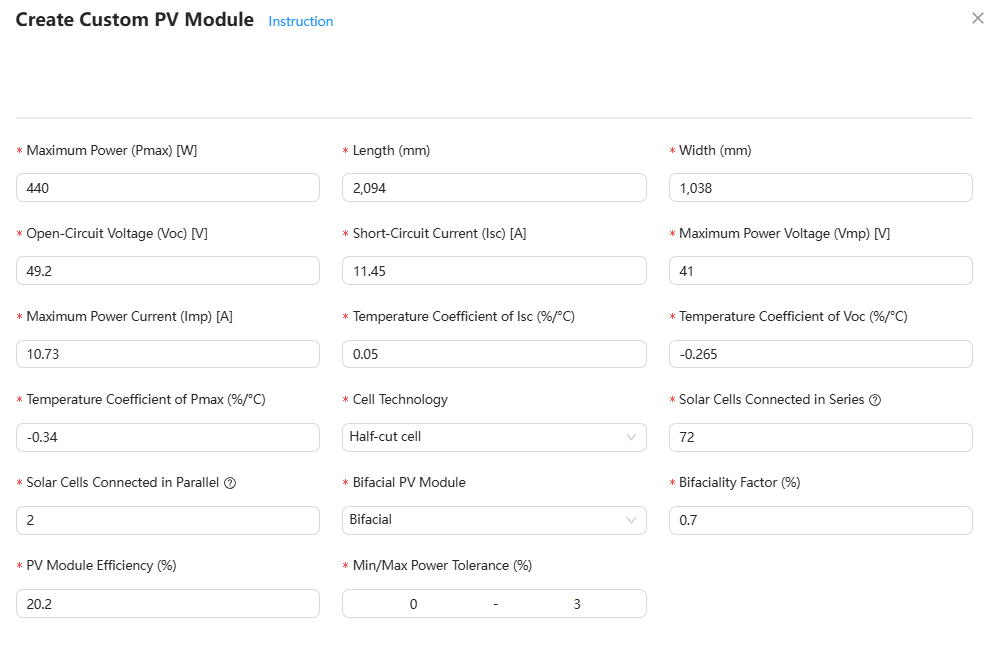 Create Custom PV Module Instruction
* Maximum Power (Pmax) [W] * Length (mm) * Width (mm)
440 2,094 1,038
* Open-Circuit Voltage (Voc) [V] * Short-Circuit Current (Isc) [A] * Maximum Power Voltage (Vmp) [V]
49.2 11.45 41
* Maximum Power Current (Imp) [A] * Temperature Coefficient of Isc (%/°C) * Temperature Coefficient of Voc (%/°C)
10.73 0.05 -0.265
* Temperature Coefficient of Pmax (%/°C) * Cell Technology * Solar Cells Connected in Series ?
-0.34 Half-cut cell 72
* Solar Cells Connected in Parallel ? * Bifacial PV Module * Bifaciality Factor (%)
2 Bifacial 0.7
* PV Module Efficiency (%) * Min/Max Power Tolerance (%)
20.2 0 - 3